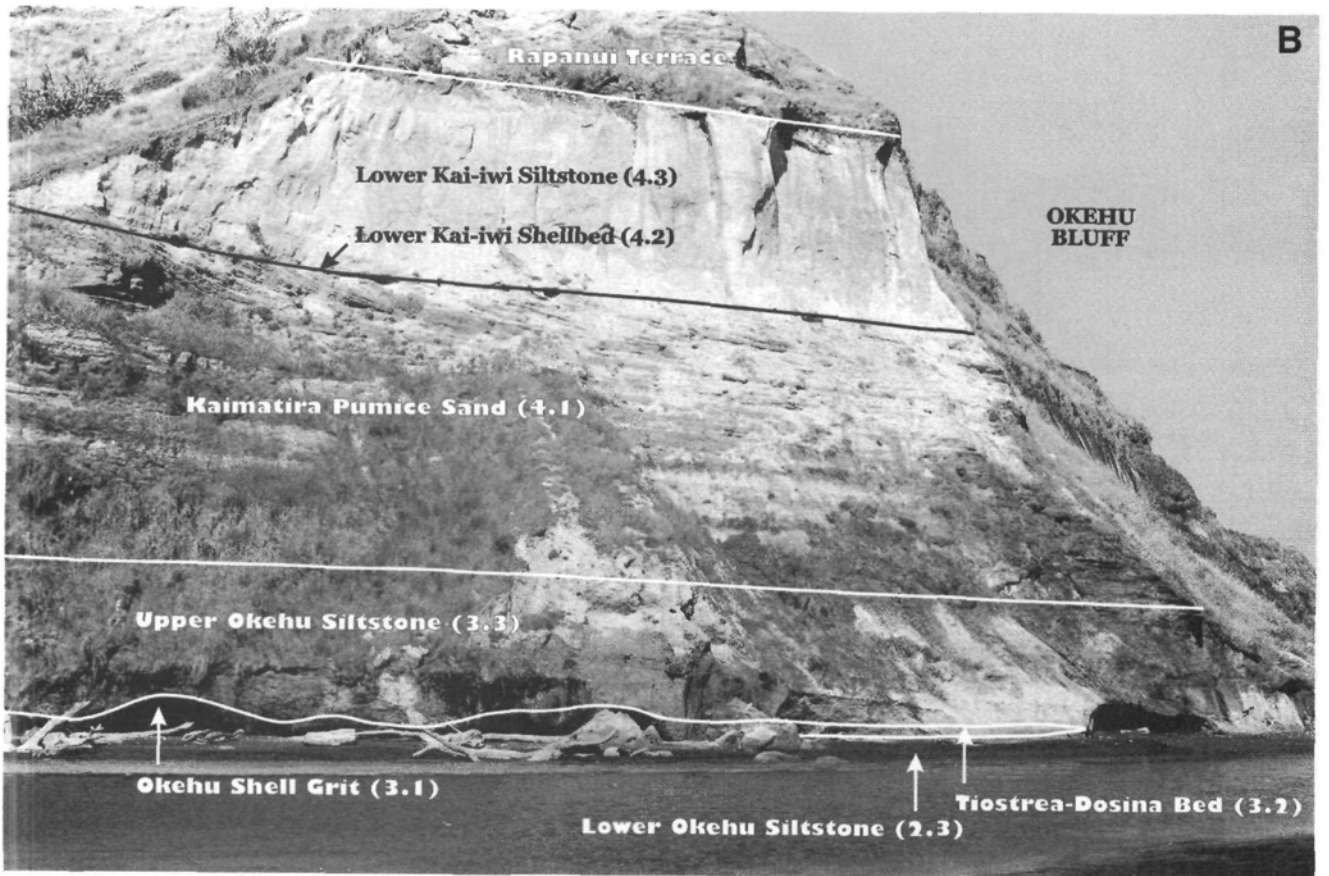 B
Rapanui Terrace
Lower Kai-iwi Siltstone (4.3)
OKEHU
BLUFF
Lower Kai-iwi Shellbed (4.2)
Kaimatira Pumice Sand (4.1)
Upper Okehu Siltstone (3.3)
Okehu Shell Grit (3.1)
Tiostrea-Dosina Bed (3.2)
Lower Okehu Siltstone (2.3)